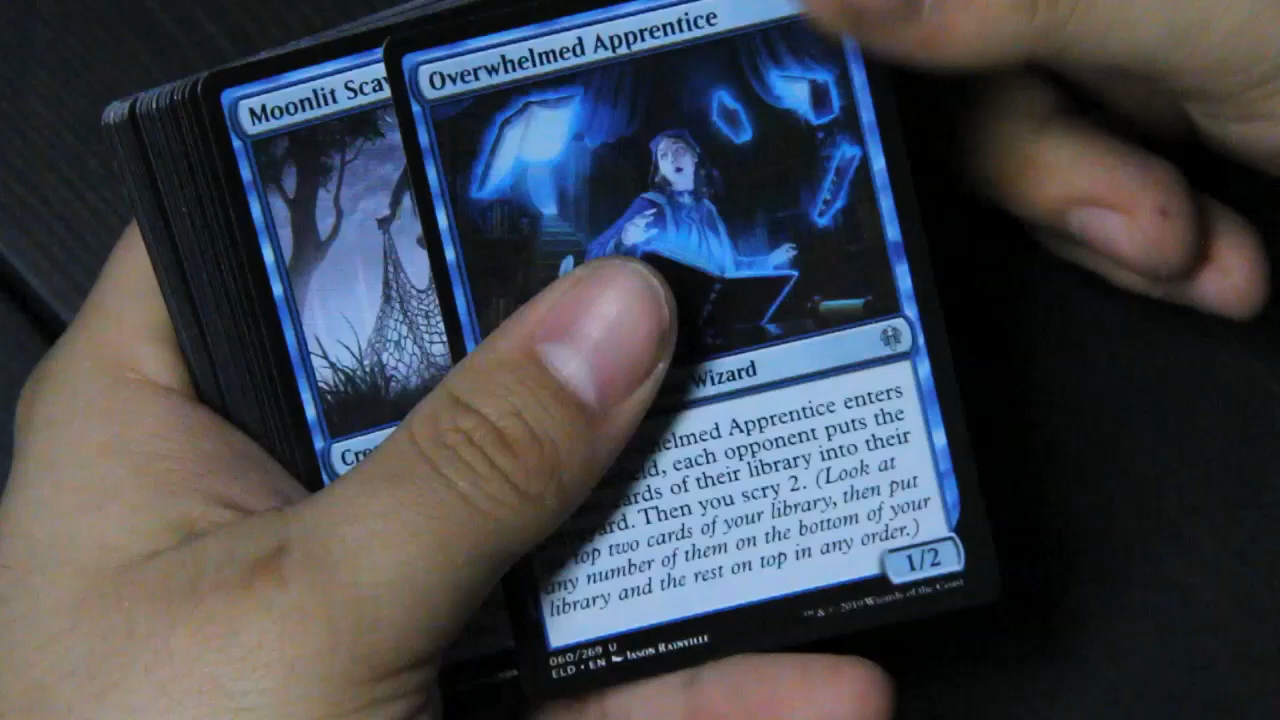 Moonlit Sca
Overwhelmed Apprentice
Wizard
Cre
helmed Apprentice enters
each opponent puts the
of their library into their
Then you scry 2. (Look at
top two cards of your library, then put
any number of them on the bottom of your
library and the rest on top in any order.)
1/2
060/269 U
ELD • EN JASON RAINVILLE
™ & © 2019 Wizards of the Coast